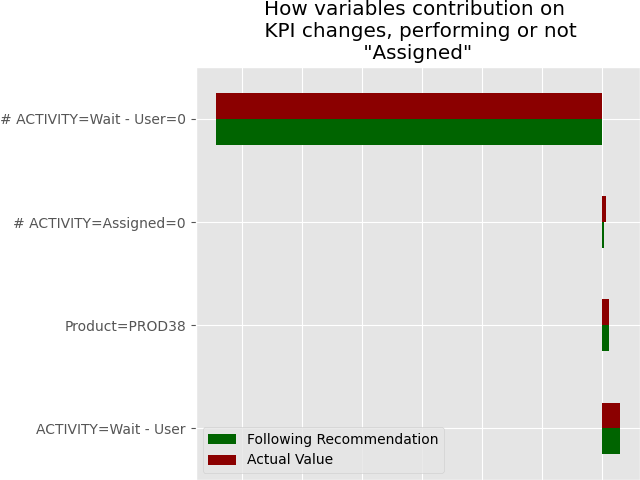 How variables contribution on
KPI changes, performing or not
"Assigned"
# ACTIVITY=Wait - User=0
# ACTIVITY=Assigned=0
Product=PROD38
ACTIVITY=Wait - User
Following Recommendation
Actual Value